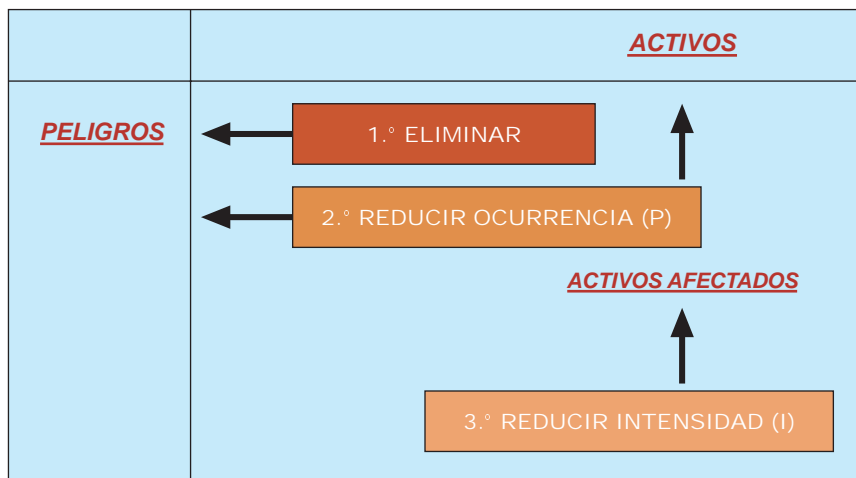 ACTIVOS
PELIGROS
1.° ELIMINAR
2.° REDUCIR OCURRENCIA (P)
ACTIVOS AFECTADOS
3.° REDUCIR INTENSIDAD (I)